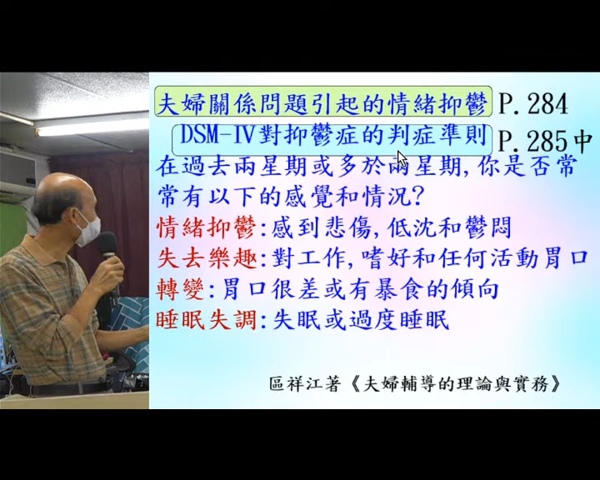 夫婦關係問題引起的情緒抑鬱 P.284
DSM-IV對抑鬱症的判症準則 P.285中
在過去兩星期或多於兩星期,你是否常
常有以下的感覺和情況?
情緒抑鬱:感到悲傷,低沈和鬱悶
失去樂趣:對工作,嗜好和任何活動胃口
轉變:胃口很差或有暴食的傾向
睡眠失調:失眠或過度睡眠
區祥江著《夫婦輔導的理論與實務》